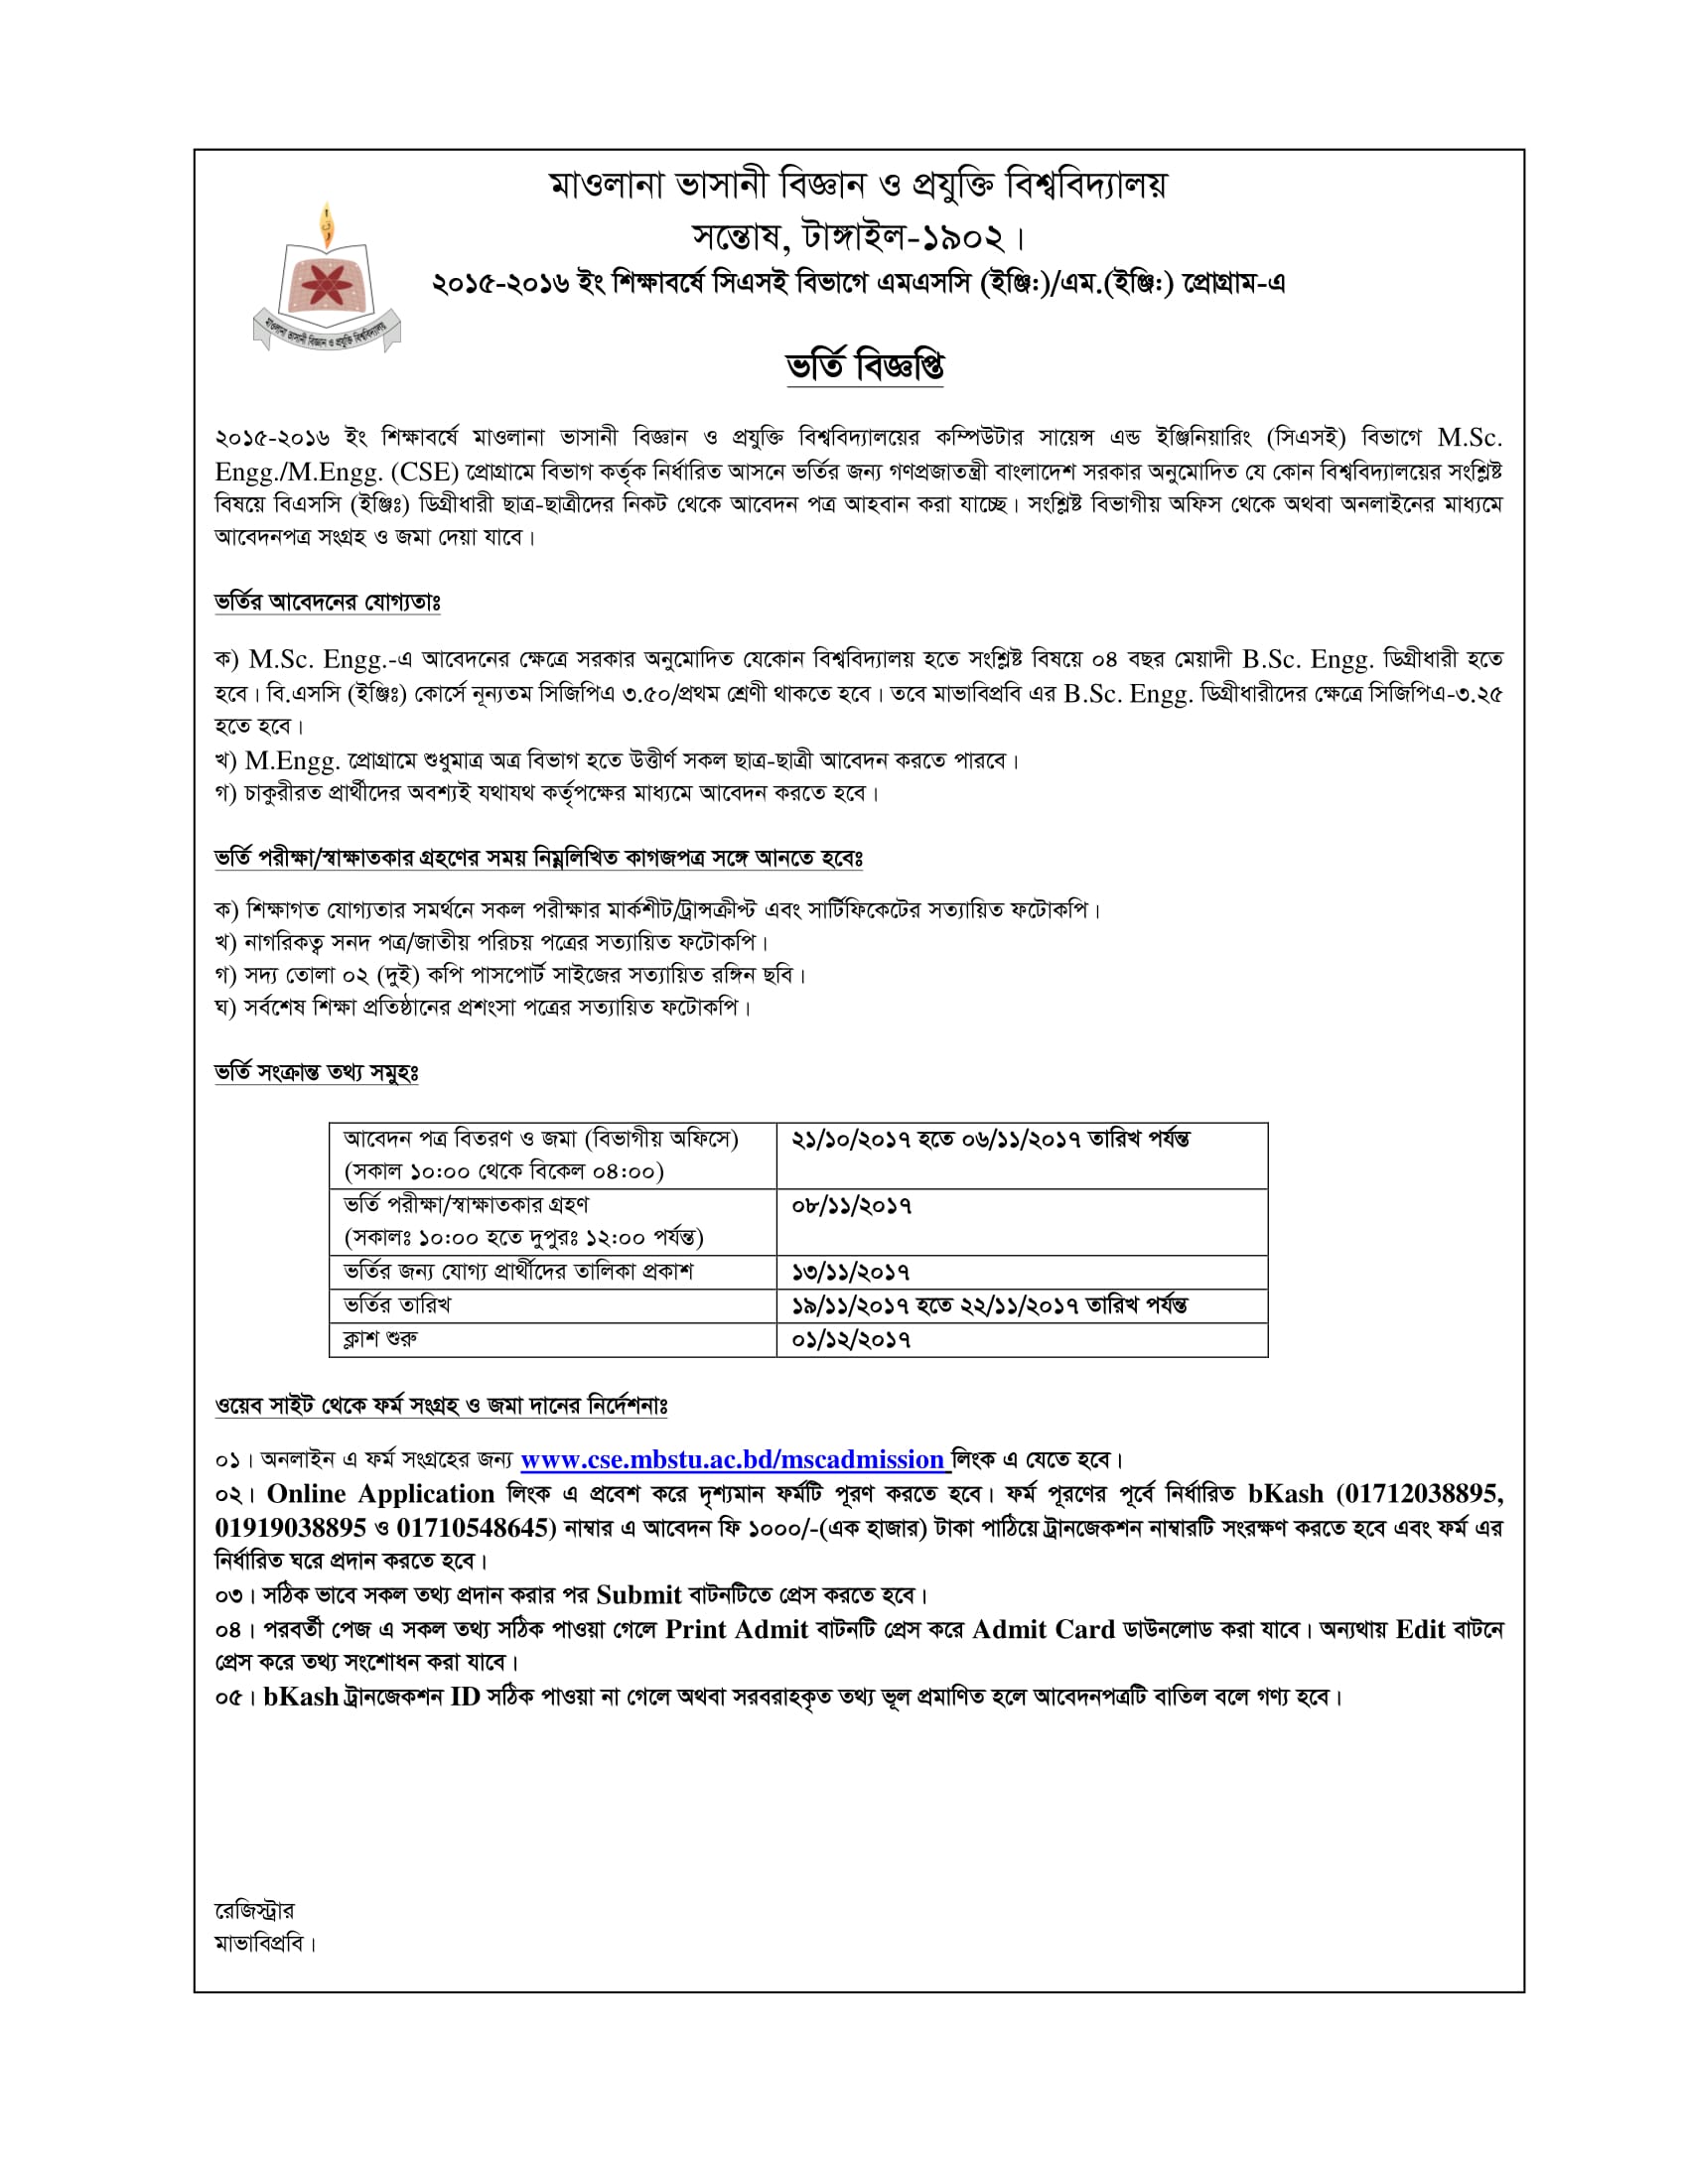 মাওলানা ভাসানী বিজ্ঞান ও প্রযুক্তি বিশ্ববিদ্যালয়
সন্তোষ, টাঙ্গাইল-১৯০২।
২০১৫-২০১৬ ইং শিক্ষাবর্ষে সিএসই বিভাগে এমএসসি (ইঞ্জি:)/এম.(ইঞ্জি:) প্রোগ্রাম-এ
মাওলানা ভাসানী বিজ্ঞান ও প্রযুক্তি বিশ্ববিদ্যালয়
ভর্তি বিজ্ঞপ্তি
২০১৫-২০১৬ ইং শিক্ষাবর্ষে মাওলানা ভাসানী বিজ্ঞান ও প্রযুক্তি বিশ্ববিদ্যালয়ের কম্পিউটার সায়েন্স এন্ড ইঞ্জিনিয়ারিং (সিএসই) বিভাগে M.Sc.
Engg./M.Engg. (CSE) প্রোগ্রামে বিভাগ কর্তৃক নির্ধারিত আসনে ভর্তির জন্য গণপ্রজাতন্ত্রী বাংলাদেশ সরকার অনুমোদিত যে কোন বিশ্ববিদ্যালয়ের সংশ্লিষ্ট
বিষয়ে বিএসসি (ইঞ্জিঃ) ডিগ্রীধারী ছাত্র-ছাত্রীদের নিকট থেকে আবেদন পত্র আহবান করা যাচ্ছে। সংশ্লিষ্ট বিভাগীয় অফিস থেকে অথবা অনলাইনের মাধ্যমে
আবেদনপত্র সংগ্রহ ও জমা দেয়া যাবে।
ভর্তির আবেদনের যোগ্যতাঃ
ক) M.Sc. Engg.-এ আবেদনের ক্ষেত্রে সরকার অনুমোদিত যেকোন বিশ্ববিদ্যালয় হতে সংশ্লিষ্ট বিষয়ে ০৪ বছর মেয়াদী B.Sc. Engg. ডিগ্রীধারী হতে
হবে। বি.এসসি (ইঞ্জিঃ) কোর্সে নূন্যতম সিজিপিএ ৩.৫০/প্রথম শ্রেণী থাকতে হবে। তবে মাভাবিপ্রবি এর B.Sc. Engg. ডিগ্রীধারীদের ক্ষেত্রে সিজিপিএ-৩.২৫
হতে হবে।
খ) M.Engg. প্রোগ্রামে শুধুমাত্র অত্র বিভাগ হতে উত্তীর্ণ সকল ছাত্র-ছাত্রী আবেদন করতে পারবে।
গ) চাকুরীরত প্রার্থীদের অবশ্যই যথাযথ কর্তৃপক্ষের মাধ্যমে আবেদন করতে হবে।
ভর্তি পরীক্ষা/স্বাক্ষাতকার গ্রহণের সময় নিম্নলিখিত কাগজপত্র সঙ্গে আনতে হবেঃ
ক) শিক্ষাগত যোগ্যতার সমর্থনে সকল পরীক্ষার মার্কশীট/ট্রান্সক্রীপ্ট এবং সার্টিফিকেটের সত্যায়িত ফটোকপি।
খ) নাগরিকত্ব সনদ পত্র/জাতীয় পরিচয় পত্রের সত্যায়িত ফটোকপি।
গ) সদ্য তোলা ০২ (দুই) কপি পাসপোর্ট সাইজের সত্যায়িত রঙ্গিন ছবি।
ঘ) সর্বশেষ শিক্ষা প্রতিষ্ঠানের প্রশংসা পত্রের সত্যায়িত ফটোকপি।
ভর্তি সংক্রান্ত তথ্য সমুহঃ
আবেদন পত্র বিতরণ ও জমা (বিভাগীয় অফিসে) ২১/১০/২০১৭ হতে ০৬/১১/২০১৭ তারিখ পর্যন্ত
(সকাল ১০:০০ থেকে বিকেল ০৪:০০)
ভর্তি পরীক্ষা/স্বাক্ষাতকার গ্রহণ ০৮/১১/২০১৭
(সকালঃ ১০:০০ হতে দুপুরঃ ১২:০০ পর্যন্ত)
ভর্তির জন্য যোগ্য প্রার্থীদের তালিকা প্রকাশ ১৩/১১/২০১৭
ভর্তির তারিখ ১৯/১১/২০১৭ হতে ২২/১১/২০১৭ তারিখ পর্যন্ত
ক্লাশ শুরু ০১/১২/২০১৭
ওয়েব সাইট থেকে ফর্ম সংগ্রহ ও জমা দানের নির্দেশনাঃ
০১। অনলাইন এ ফর্ম সংগ্রহের জন্য www.cse.mbstu.ac.bd/mscadmission লিংক এ যেতে হবে।
০২। Online Application লিংক এ প্রবেশ করে দৃশ্যমান ফর্মটি পূরণ করতে হবে। ফর্ম পূরণের পূর্বে নির্ধারিত bKash (01712038895,
01919038895 ও 01710548645) নাম্বার এ আবেদন ফি ১০০০/-(এক হাজার) টাকা পাঠিয়ে ট্রানজেকশন নাম্বারটি সংরক্ষণ করতে হবে এবং ফর্ম এর
নির্ধারিত ঘরে প্রদান করতে হবে।
০৩। সঠিক ভাবে সকল তথ্য প্রদান করার পর Submit বাটনটিতে প্রেস করতে হবে।
০৪। পরবর্তী পেজ এ সকল তথ্য সঠিক পাওয়া গেলে Print Admit বাটনটি প্রেস করে Admit Card ডাউনলোড করা যাবে। অন্যথায় Edit বাটনে
প্রেস করে তথ্য সংশোধন করা যাবে।
০৫। bKash ট্রানজেকশন ID সঠিক পাওয়া না গেলে অথবা সরবরাহকৃত তথ্য ভূল প্রমাণিত হলে আবেদনপত্রটি বাতিল বলে গণ্য হবে।
রেজিস্ট্রার
মাভাবিপ্রবি।